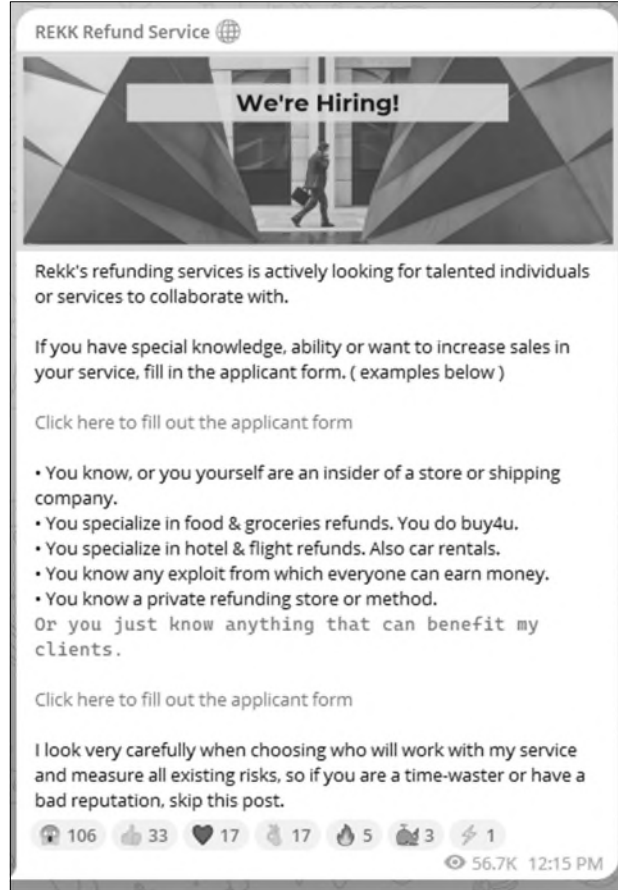 REKK Refund Service
We're Hiring!
Rekk's refunding services is actively looking for talented individuals
or services to collaborate with.
If you have special knowledge, ability or want to increase sales in
your service, fill in the applicant form. ( examples below )
Click here to fill out the applicant form
• You know, or you yourself are an insider of a store or shipping
company.
• You specialize in food & groceries refunds. You do buy4u.
• You specialize in hotel & flight refunds. Also car rentals.
• You know any exploit from which everyone can earn money.
• You know a private refunding store or method.
Or you just know anything that can benefit my
clients.
Click here to fill out the applicant form
I look very carefully when choosing who will work with my service
and measure all existing risks, so if you are a time-waster or have a
bad reputation, skip this post.
106 33 17 17 5 3 1
56.7K 12:15 PM